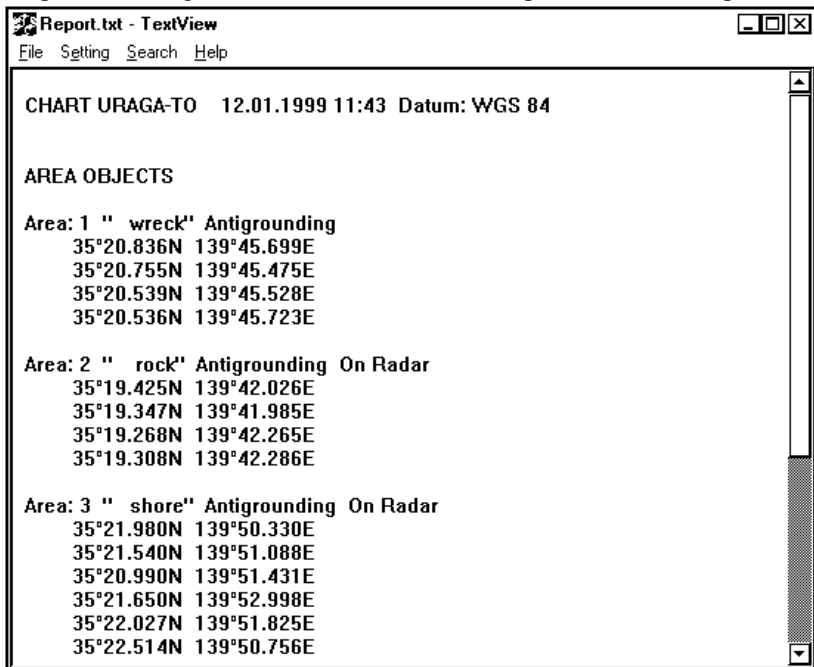 Report.txt - TextView
File Setting Search Help
CHART URAGA-TO 12.01.1999 11:43 Datum: WGS 84
AREA OBJECTS
Area: 1 " wreck" Antigrounding
35°20.836N 139°45.699E
35°20.755N 139°45.475E
35°20.539N 139°45.528E
35°20.536N 139°45.723E
Area: 2 " rock" Antigrounding On Radar
35°19.425N 139°42.026E
35°19.347N 139°41.985E
35°19.268N 139°42.265E
35°19.308N 139°42.286E
Area: 3 " shore" Antigrounding On Radar
35°21.980N 139°50.330E
35°21.540N 139°51.088E
35°20.990N 139°51.431E
35°21.650N 139°52.998E
35°22.027N 139°51.825E
35°22.514N 139°50.756E